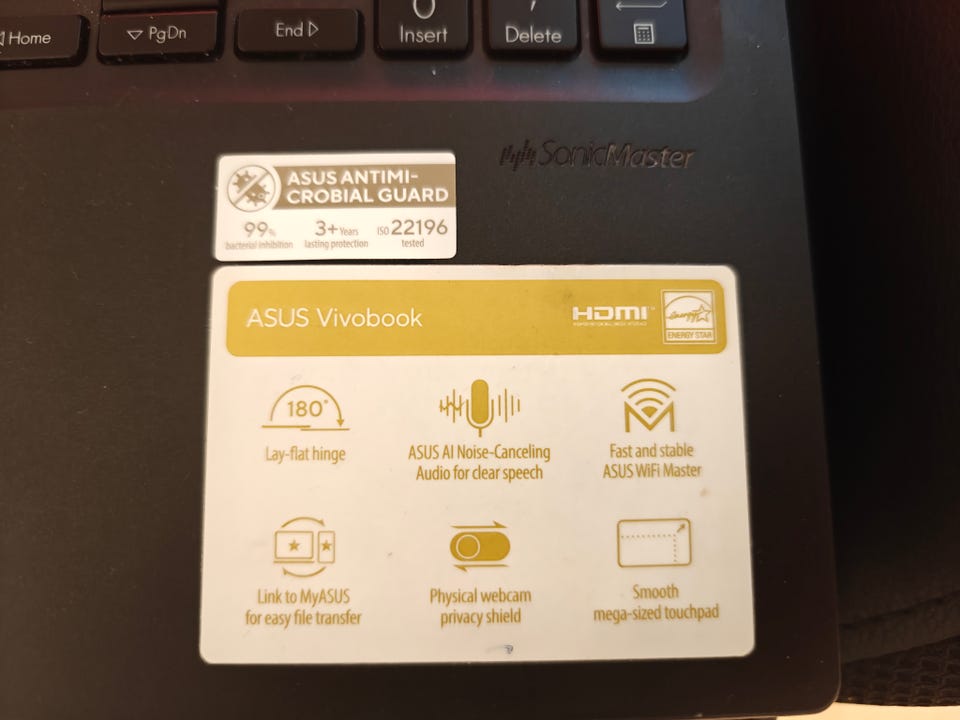 Home
PgDn
End
Insert
Delete
SonicMaster
ASUS ANTIMI-
CROBIAL GUARD
99% 3+ Years ISO 22196
bacterial inhibition lasting protection tested
ASUS Vivobook
HDMI™
energy
ENERGY STAR
180°
Lay-flat hinge
ASUS AI Noise-Canceling
Audio for clear speech
Fast and stable
ASUS WiFi Master
Link to MyASUS
for easy file transfer
Physical webcam
privacy shield
Smooth
mega-sized touchpad